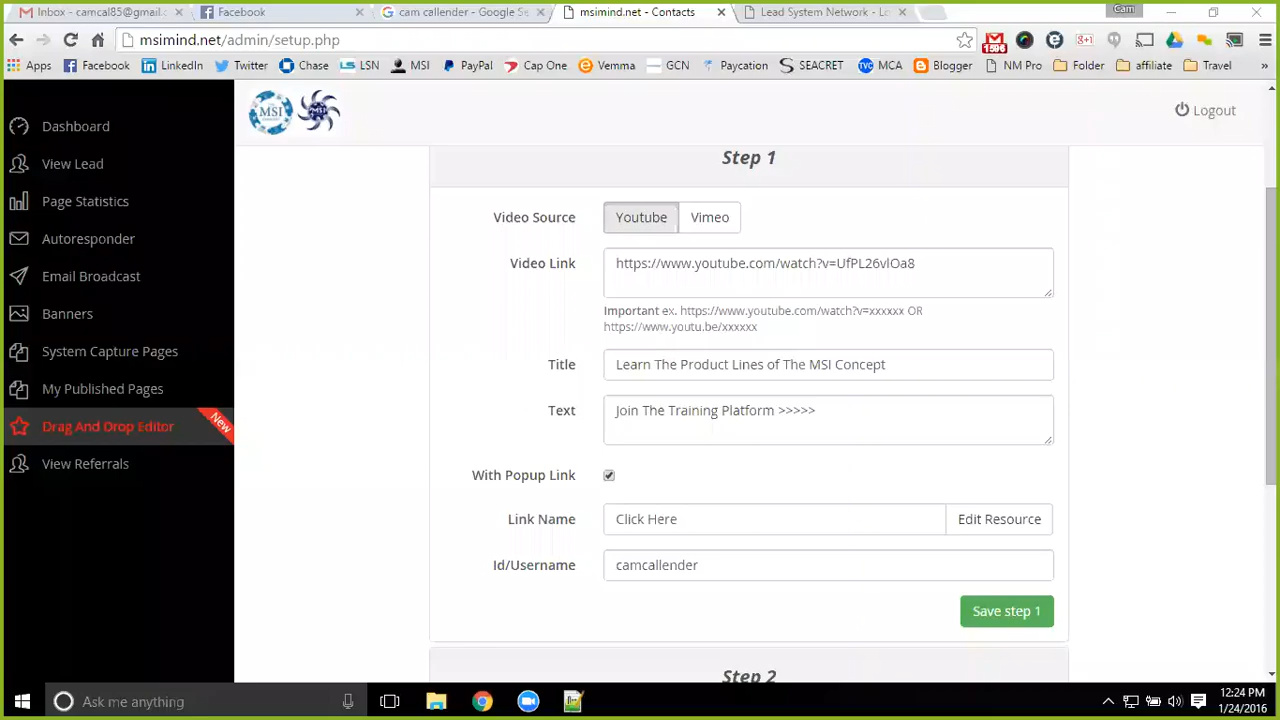 Inbox - camcal85@gmail.c
Facebook
cam callender - Google Se
msimind.net - Contacts
Lead System Network - Lo
Cam
msimind.net/admin/setup.php
1596
Apps
Facebook
LinkedIn
Twitter
Chase
LSN
MSI
PayPal
Cap One
Vemma
GCN
Paycation
SEACRET
MCA
Blogger
NM Pro
Folder
affiliate
Travel
»
Dashboard
View Lead
Page Statistics
Autoresponder
Email Broadcast
Banners
System Capture Pages
My Published Pages
Drag And Drop Editor
New
View Referrals
MSI
Logout
Step 1
Video Source
Youtube
Vimeo
Video Link
https://www.youtube.com/watch?v=UfPL26vlOa8
Important ex. https://www.youtube.com/watch?v=xxxxxx OR
https://www.youtu.be/xxxxxx
Title
Learn The Product Lines of The MSI Concept
Text
Join The Training Platform >>>>>
With Popup Link
Link Name
Click Here
Edit Resource
Id/Username
camcallender
Save step 1
Step 2
Ask me anything
12:24 PM
1/24/2016